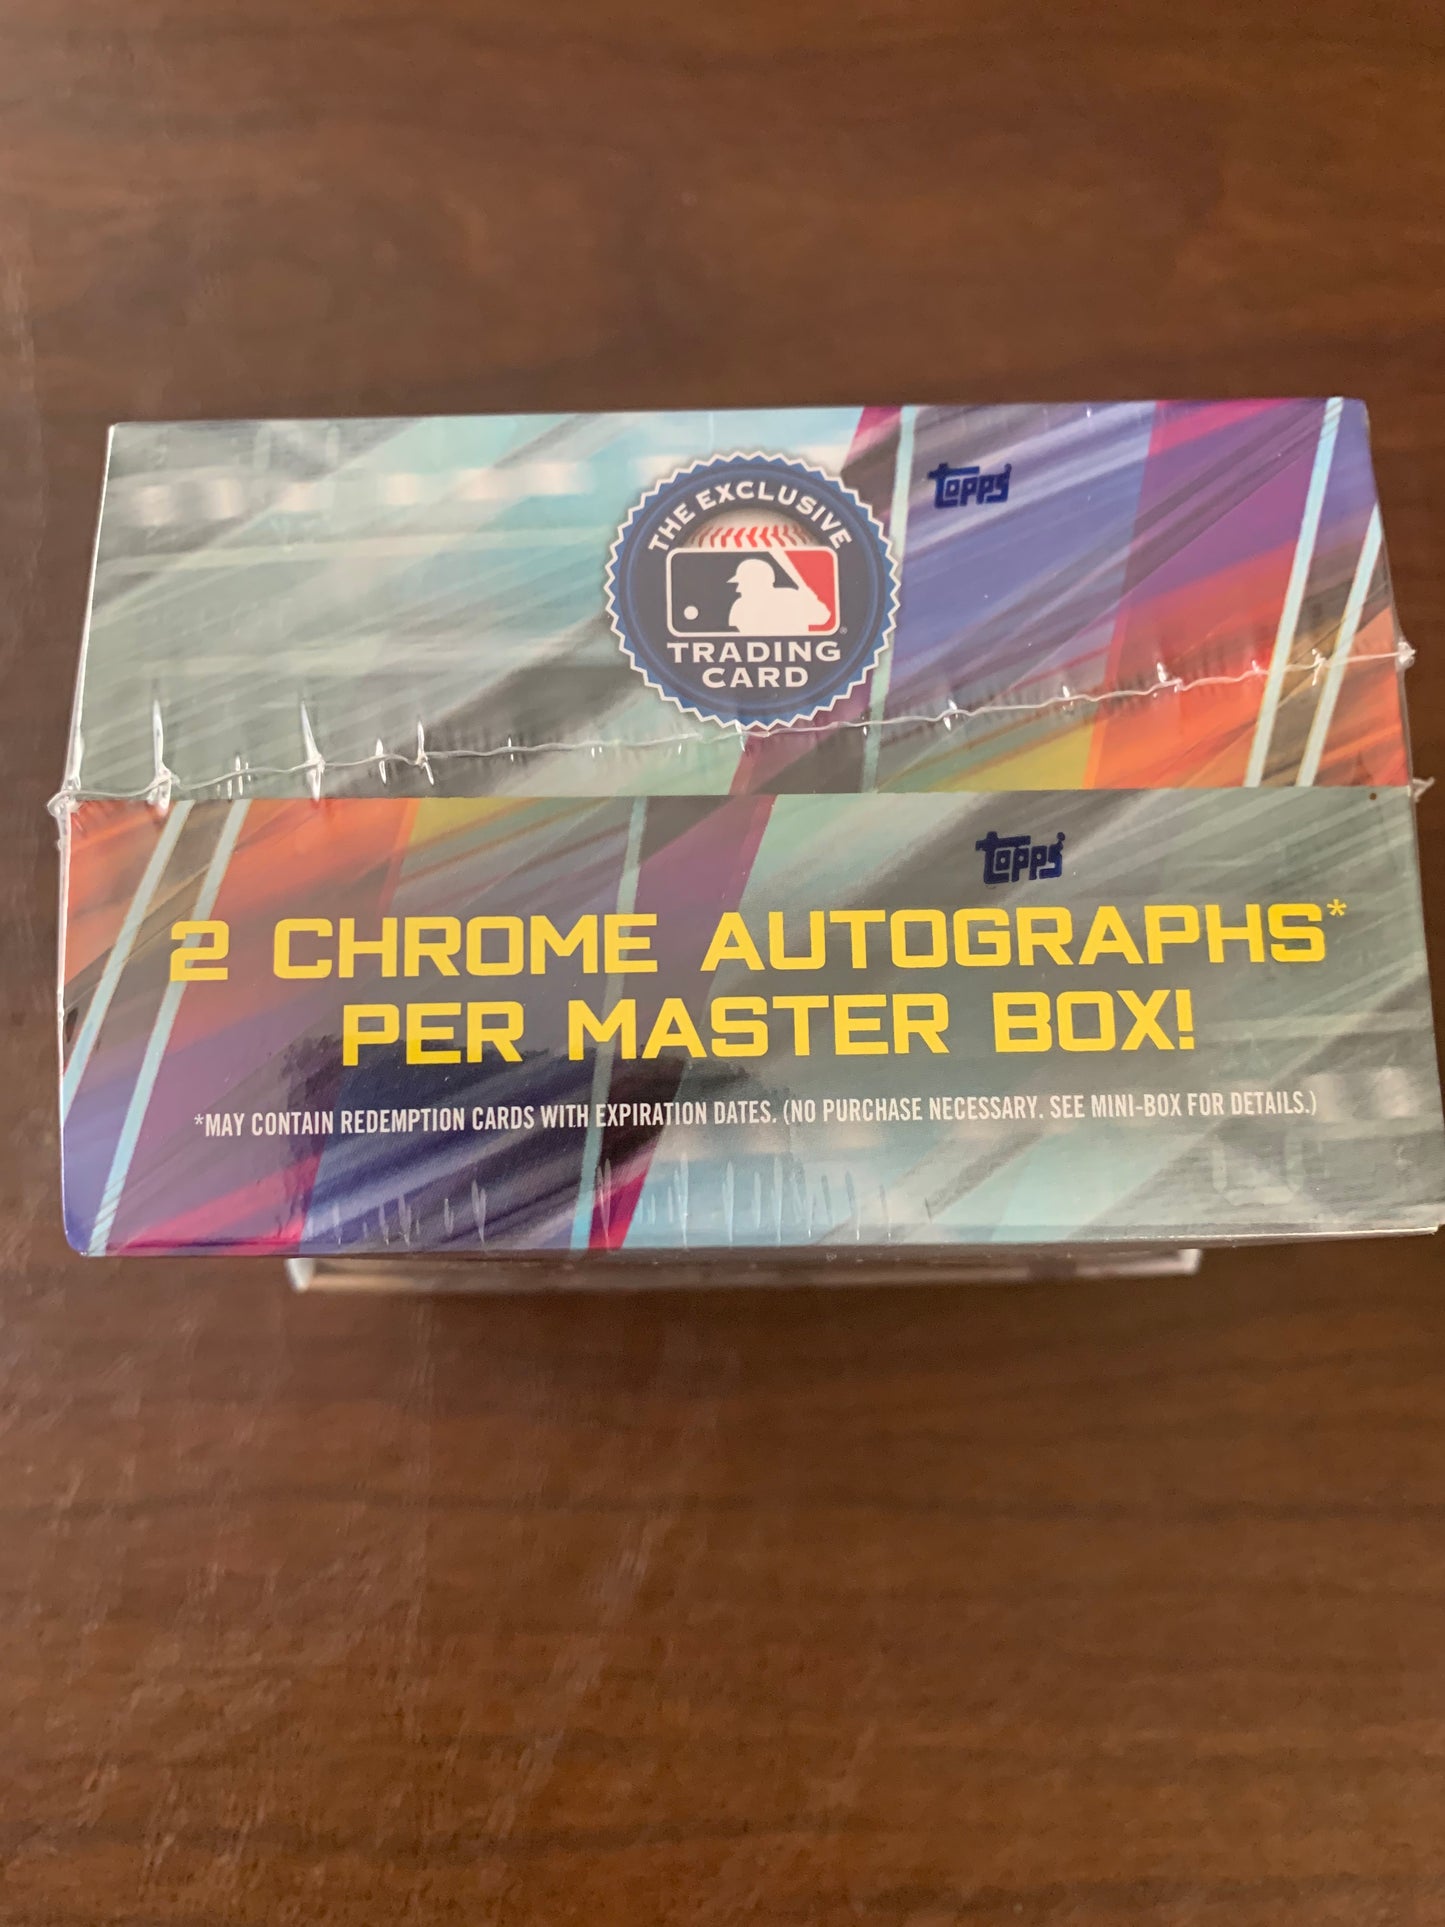 THE EXCLUSIVE
TRADING
CARD
Topps
Topps
2 CHROME AUTOGRAPHS*
PER MASTER BOX!
*MAY CONTAIN REDEMPTION CARDS WITH EXPIRATION DATES. (NO PURCHASE NECESSARY. SEE MINI-BOX FOR DETAILS.)